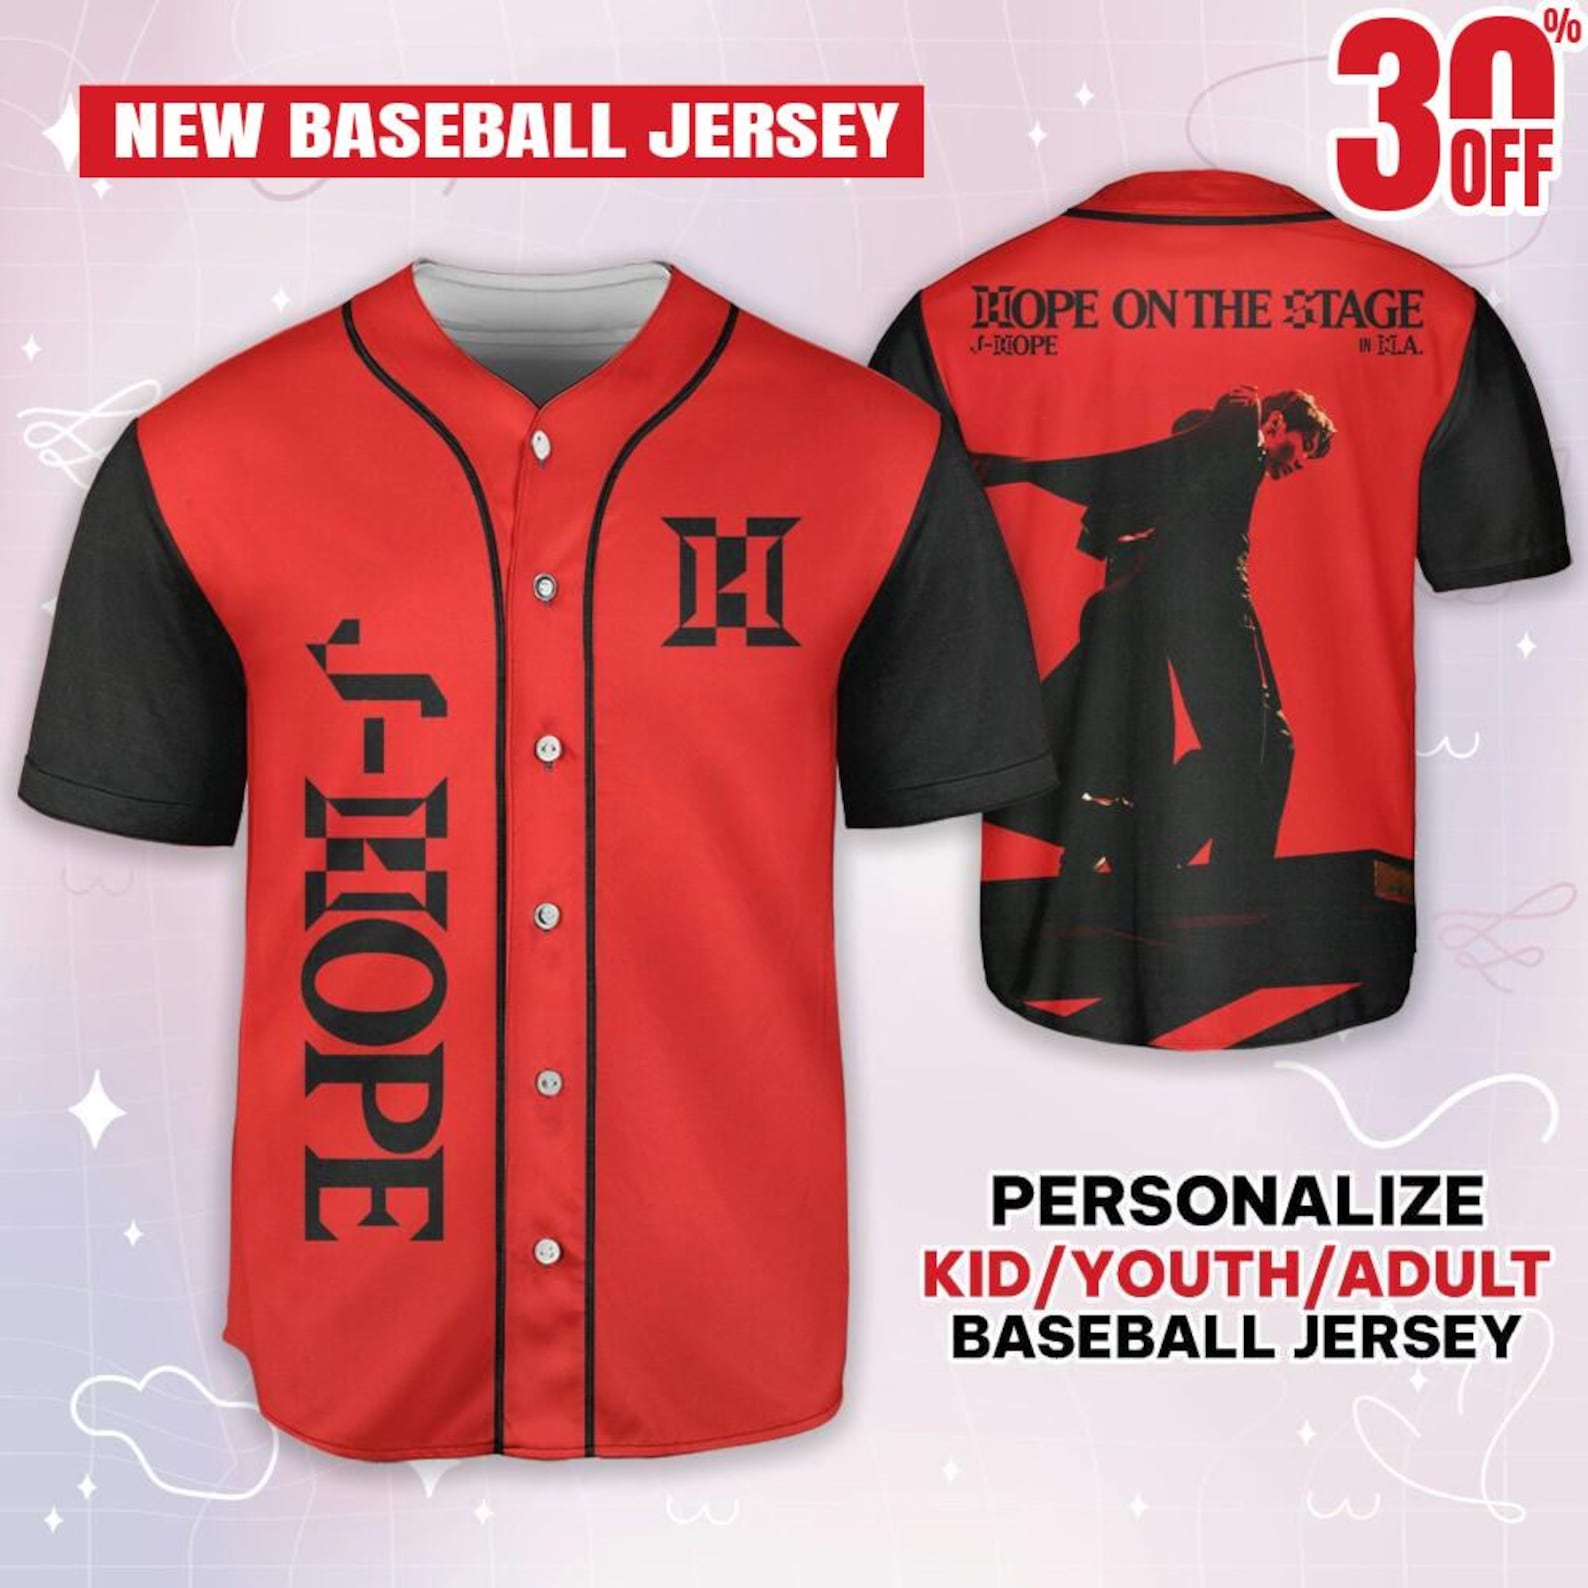 30% OFF
NEW BASEBALL JERSEY
HOPE ON THE STAGE
J-HOPE IN L.A.
H
J-HOPE
PERSONALIZE
KID/YOUTH/ADULT
BASEBALL JERSEY